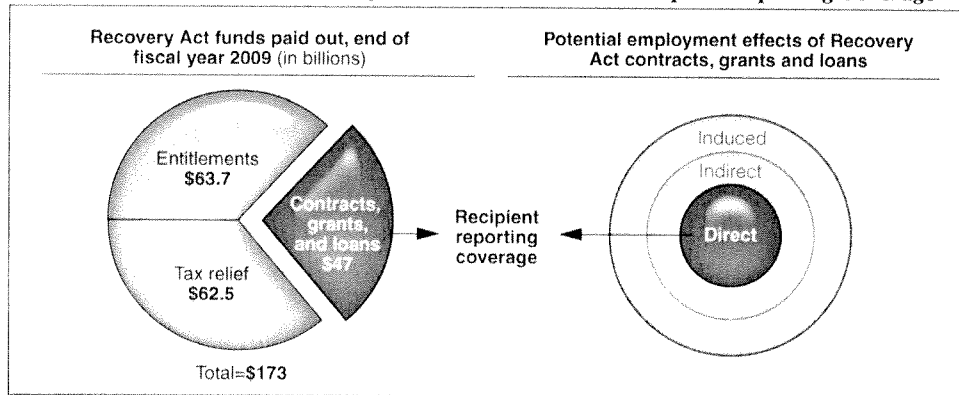 Recovery Act funds paid out, end of
fiscal year 2009 (in billions)
Entitlements
$63.7
Contracts,
grants,
and loans
$47
Tax relief
$62.5
Total=$173
Recipient
reporting
coverage
Potential employment effects of Recovery
Act contracts, grants and loans
Induced
Indirect
Direct